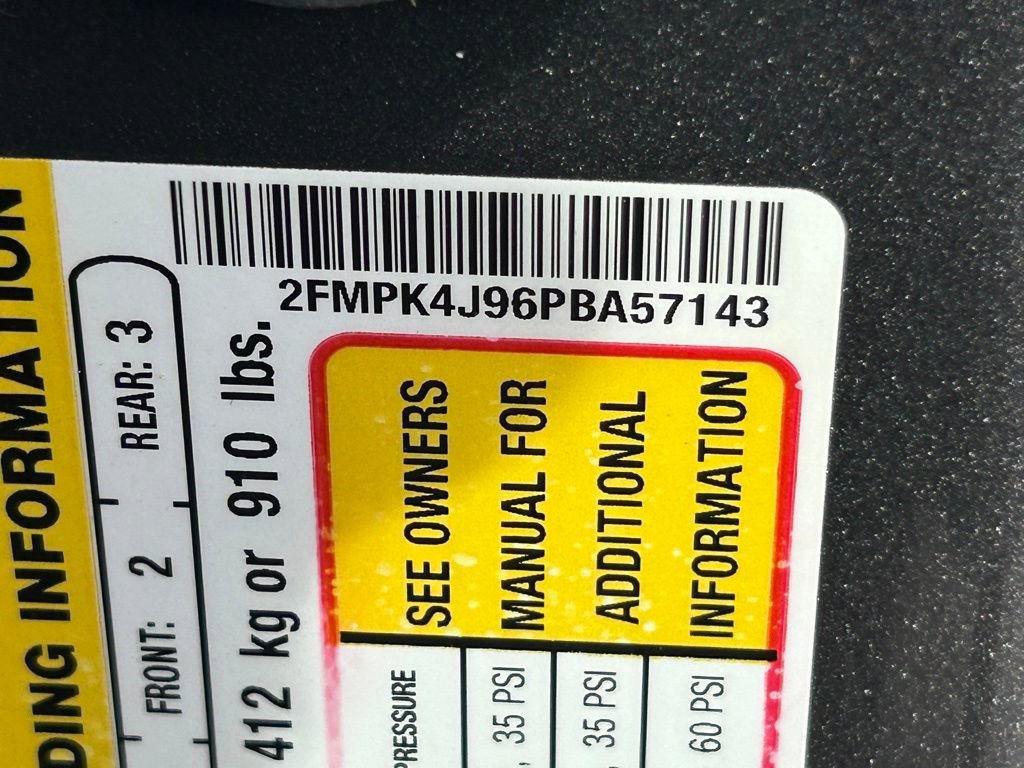 2FMPK4J96PBA57143
DING INFORMATION
FRONT: 2 REAR: 3
412 kg or 910 lbs.
PRESSURE SEE OWNERS
, 35 PSI MANUAL FOR
, 35 PSI ADDITIONAL
60 PSI INFORMATION